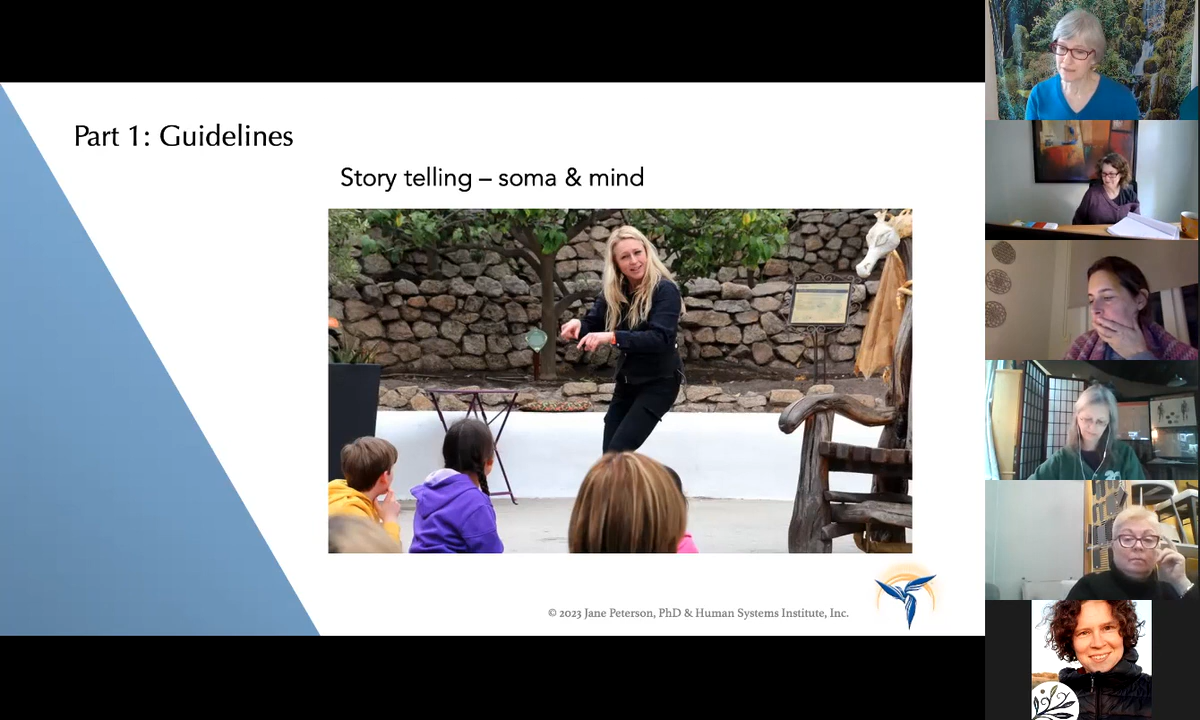 Part 1: Guidelines
Story telling – soma & mind
© 2023 Jane Peterson, PhD & Human Systems Institute, Inc.